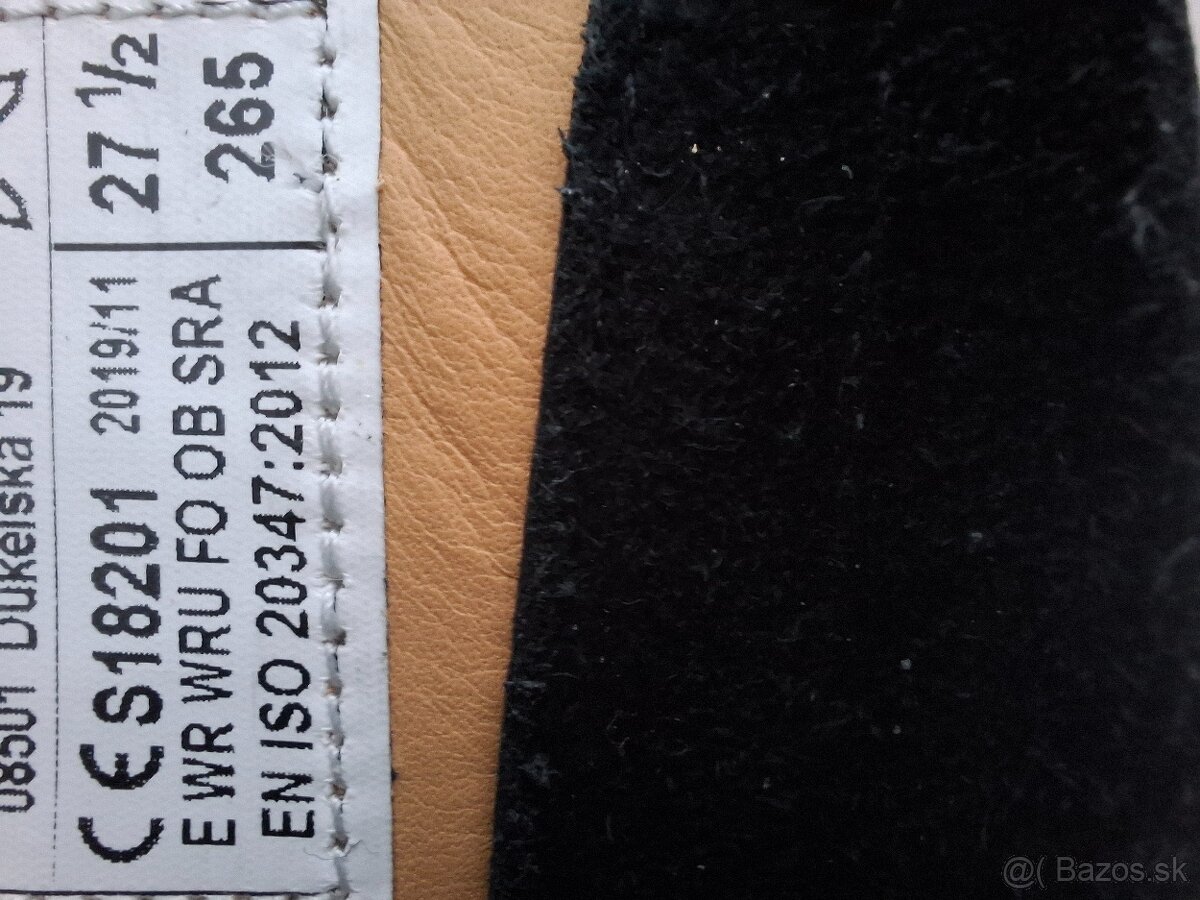 08501 Dukelská 19
CE S18201 2019/11 27 1/2
E WR WRU FO OB SRA 265
EN ISO 20347:2012
@( Bazos.sk